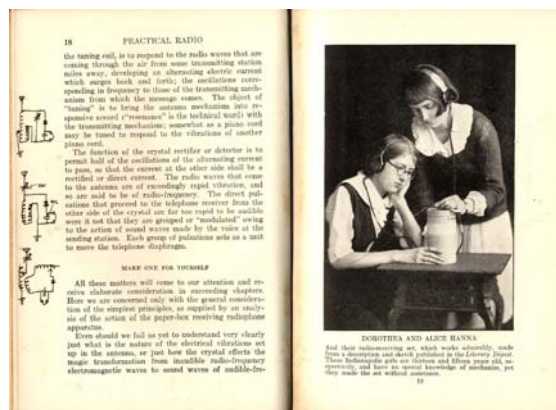 18 PRACTICAL RADIO
the tuning coil, is to respond to the radio waves that are
coming through the air from some transmitting station
miles away, developing an alternating electric current
which surges back and forth; the oscillations corre-
sponding in frequency to those of the transmitting mech-
anism from which the message comes. The object of
"tuning" is to bring the antenna mechanism into re-
sponsive accord ("resonance" is the technical word) with
the transmitting mechanism; somewhat as a piano cord
may be tuned to respond to the vibrations of another
piano cord.
The function of the crystal rectifier or detector is to
permit half of the oscillations of the alternating current
to pass, so that the current at the other side shall be a
rectified or direct current. The radio waves that come
to the antenna are of exceedingly rapid vibration, and
so are said to be of radio-frequency. The direct pul-
sations that proceed to the telephone receiver from the
other side of the crystal are far too rapid to be audible
were it not that they are grouped or "modulated" owing
to the action of sound waves made by the voice at the
sending station. Each group of pulsations acts as a unit
to move the telephone diaphragm.
MAKE ONE FOR YOURSELF
All these matters will come to our attention and re-
ceive elaborate consideration in succeeding chapters.
Here we are concerned only with the general considera-
tion of the simplest principles, as supplied by an analy-
sis of the action of the paper-box receiving radiophone
apparatus.
Even should we fail as yet to understand very clearly
just what is the nature of the electrical vibrations set
up in the antenna, or just how the crystal effects the
magic transformation from inaudible radio-frequency
electromagnetic waves to sound waves of audible-fre-
DOROTHEA AND ALICE HANNA
And their radio-receiving set, which works admirably, made
from a description and sketch published in the Literary Digest.
These Indianapolis girls are thirteen and fifteen years old, re-
spectively, and have no special knowledge of mechanics, yet
they made the set without assistance.
19